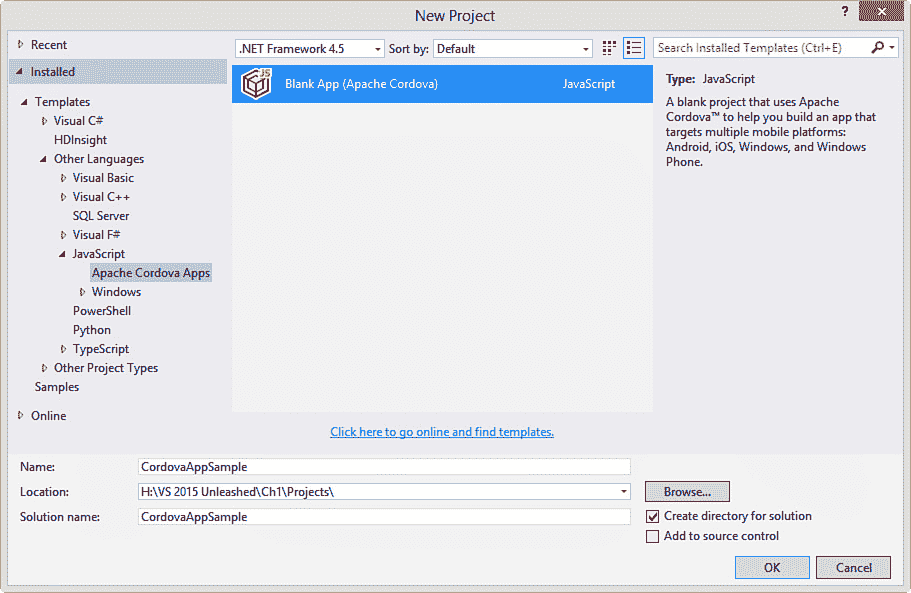 New Project
?
Recent
.NET Framework 4.5
Sort by:
Default
Search Installed Templates (Ctrl+E)
Installed
Templates
Visual C#
HDInsight
Other Languages
Visual Basic
Visual C++
SQL Server
Visual F#
JavaScript
Apache Cordova Apps
Windows
PowerShell
Python
TypeScript
Other Project Types
Samples
Online
JS
Blank App (Apache Cordova)
JavaScript
Type: JavaScript
A blank project that uses Apache
Cordova™ to help you build an app that
targets multiple mobile platforms:
Android, iOS, Windows, and Windows
Phone.
Click here to go online and find templates.
Name:
CordovaAppSample
Location:
H:\VS 2015 Unleashed\Ch1\Projects\
Browse...
Solution name:
CordovaAppSample
Create directory for solution
Add to source control
OK
Cancel